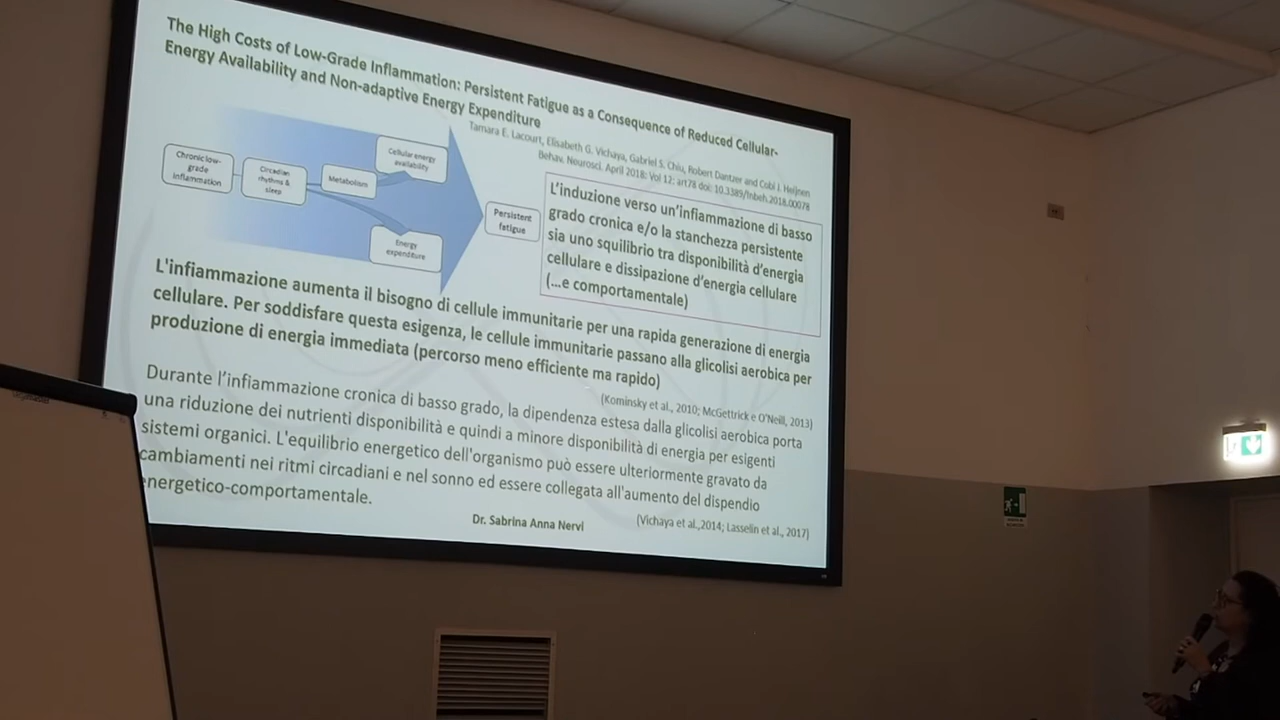 The High Costs of Low-Grade Inflammation: Persistent Fatigue as a Consequence of Reduced Cellular-
Energy Availability and Non-adaptive Energy Expenditure
Tamara E. Lacourt, Elisabeth G. Vichaya, Gabriel S. Chiu, Robert Dantzer and Cobi J. Heijnen
Behav. Neurosci. April 2018: Vol 12: art78 doi: 10.3389/fnbeh.2018.00078
Chronic low-
grade
inflammation
Circadian
rhythms &
sleep
Metabolism
Cellular energy
availability
Energy
expenditure
Persistent
fatigue
L'induzione verso un'infiammazione di basso
grado cronica e/o la stanchezza persistente
sia uno squilibrio tra disponibilità d'energia
cellulare e dissipazione d'energia cellulare
(...e comportamentale)
L'infiammazione aumenta il bisogno di cellule immunitarie per una rapida generazione di energia
cellulare. Per soddisfare questa esigenza, le cellule immunitarie passano alla glicolisi aerobica per
produzione di energia immediata (percorso meno efficiente ma rapido)
(Kominsky et al., 2010; McGettrick e O'Neill, 2013)
Durante l'infiammazione cronica di basso grado, la dipendenza estesa dalla glicolisi aerobica porta
una riduzione dei nutrienti disponibilità e quindi a minore disponibilità di energia per esigenti
sistemi organici. L'equilibrio energetico dell'organismo può essere ulteriormente gravato da
cambiamenti nei ritmi circadiani e nel sonno ed essere collegata all'aumento del dispendio
energetico-comportamentale.
(Vichaya et al.,2014; Lasselin et al., 2017)
Dr. Sabrina Anna Nervi